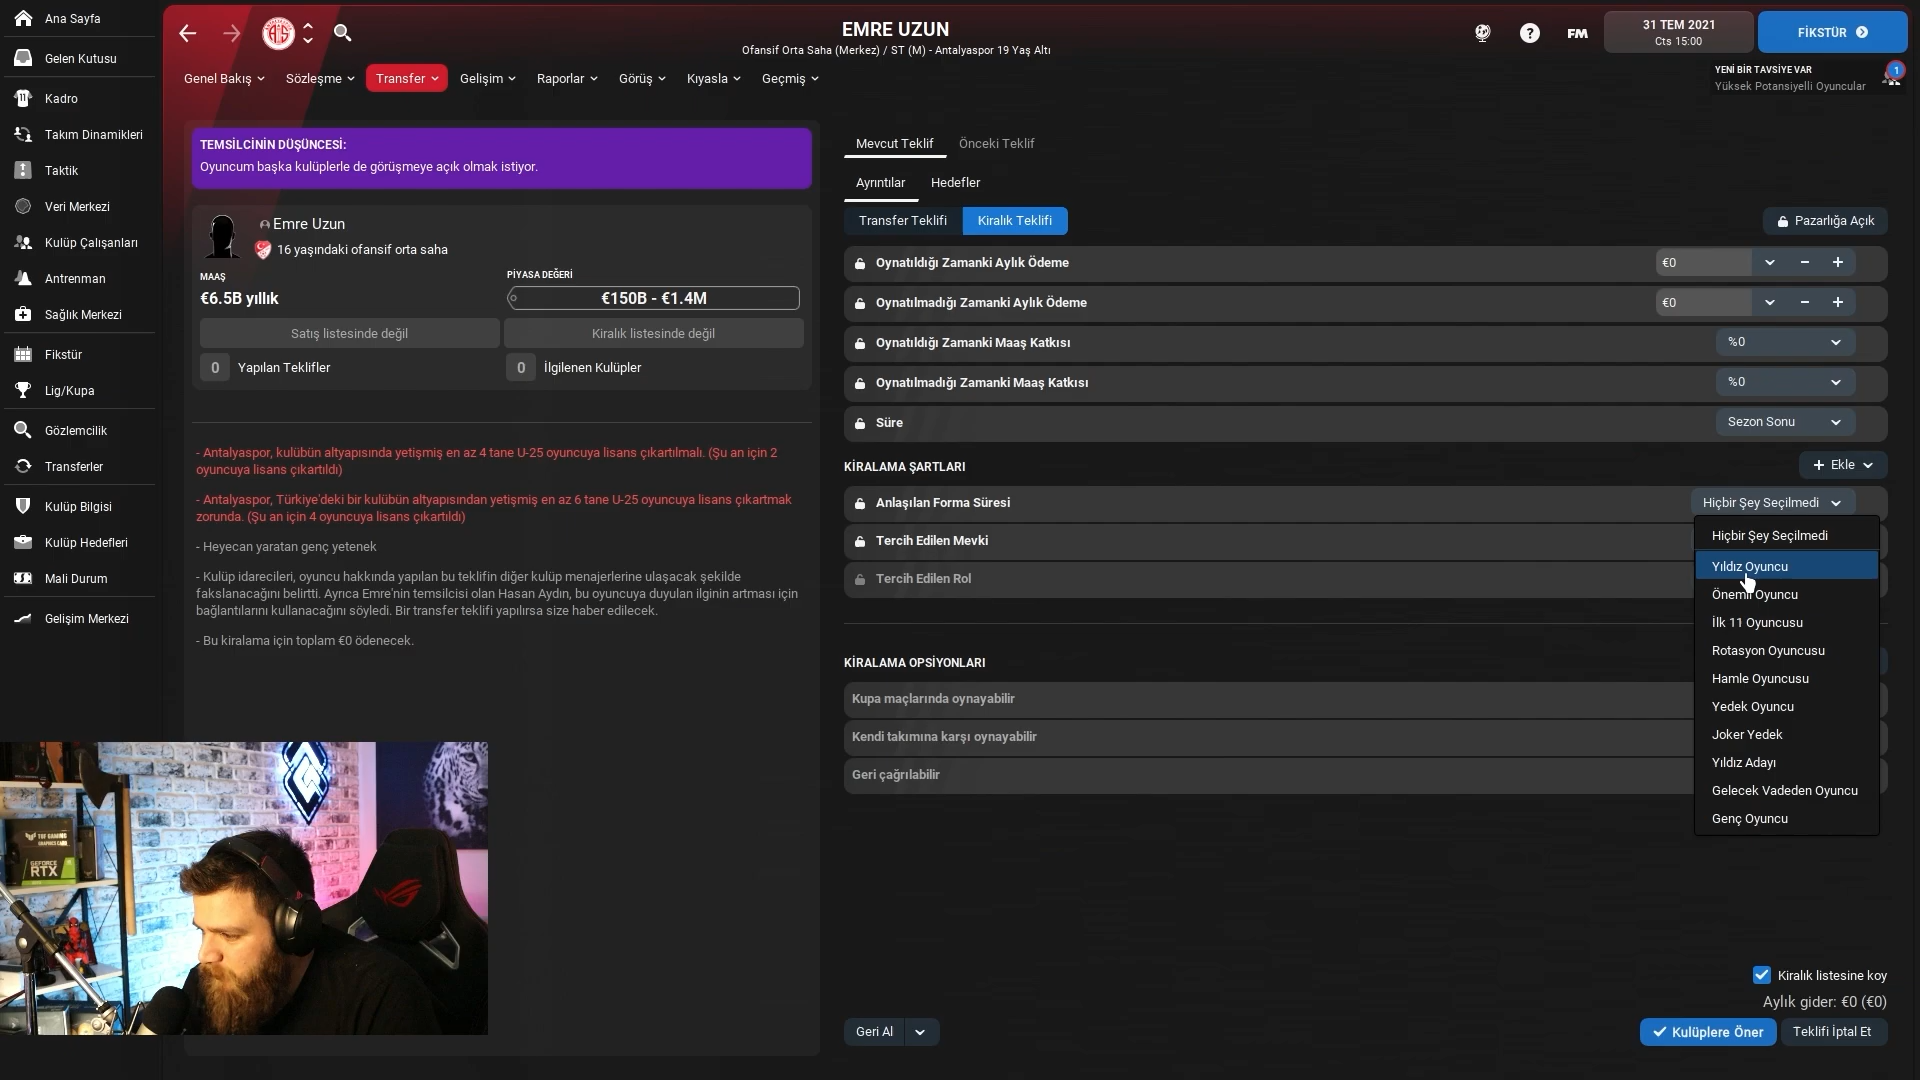 Ana Sayfa
Gelen Kutusu
Kadro
Takım Dinamikleri
Taktik
Veri Merkezi
Kulüp Çalışanları
Antrenman
Sağlık Merkezi
Fikstür
Lig/Kupa
Gözlemcilik
Transferler
Kulüp Bilgisi
Kulüp Hedefleri
Mali Durum
Gelişim Merkezi
EMRE UZUN
Ofansif Orta Saha (Merkez) / ST (M) - Antalyaspor 19 Yaş Altı
FM
31 TEM 2021
Cts 15:00
FİKSTÜR
Genel Bakış
Sözleşme
Transfer
Gelişim
Raporlar
Görüş
Kıyasla
Geçmiş
YENİ BİR TAVSİYE VAR
Yüksek Potansiyelli Oyuncular
1
TEMSİLCİNİN DÜŞÜNCESİ:
Oyuncum başka kulüplerle de görüşmeye açık olmak istiyor.
Emre Uzun
16 yaşındaki ofansif orta saha
MAAŞ
€6.5B yıllık
PİYASA DEĞERİ
€150B - €1.4M
Satış listesinde değil
Kiralık listesinde değil
0 Yapılan Teklifler
0 İlgilenen Kulüpler
- Antalyaspor, kulübün altyapısında yetişmiş en az 4 tane U-25 oyuncuya lisans çıkartılmalı. (Şu an için 2
oyuncuya lisans çıkartıldı)
- Antalyaspor, Türkiye'deki bir kulübün altyapısından yetişmiş en az 6 tane U-25 oyuncuya lisans çıkartmak
zorunda. (Şu an için 4 oyuncuya lisans çıkartıldı)
- Heyecan yaratan genç yetenek
- Kulüp idarecileri, oyuncu hakkında yapılan bu teklifin diğer kulüp menajerlerine ulaşacak şekilde
fakslanacağını belirtti. Ayrıca Emre'nin temsilcisi olan Hasan Aydın, bu oyuncuya duyulan ilginin artması için
bağlantılarını kullanacağını söyledi. Bir transfer teklifi yapılırsa size haber edilecek.
- Bu kiralama için toplam €0 ödenecek.
Mevcut Teklif
Önceki Teklif
Ayrıntılar
Hedefler
Transfer Teklifi
Kiralık Teklifi
Pazarlığa Açık
Oynatıldığı Zamanki Aylık Ödeme
€0
Oynatılmadığı Zamanki Aylık Ödeme
€0
Oynatıldığı Zamanki Maaş Katkısı
%0
Oynatılmadığı Zamanki Maaş Katkısı
%0
Süre
Sezon Sonu
KİRALAMA ŞARTLARI
Ekle
Anlaşılan Forma Süresi
Hiçbir Şey Seçilmedi
Tercih Edilen Mevki
Tercih Edilen Rol
Hiçbir Şey Seçilmedi
Yıldız Oyuncu
Önemli Oyuncu
İlk 11 Oyuncusu
Rotasyon Oyuncusu
Hamle Oyuncusu
Yedek Oyuncu
Joker Yedek
Yıldız Adayı
Gelecek Vadeden Oyuncu
Genç Oyuncu
KİRALAMA OPSİYONLARI
Kupa maçlarında oynayabilir
Kendi takımına karşı oynayabilir
Geri çağrılabilir
Kiralık listesine koy
Aylık gider: €0 (€0)
Geri Al
Kulüplere Öner
Teklifi İptal Et
TUF GAMING
GEFORCE
RTX